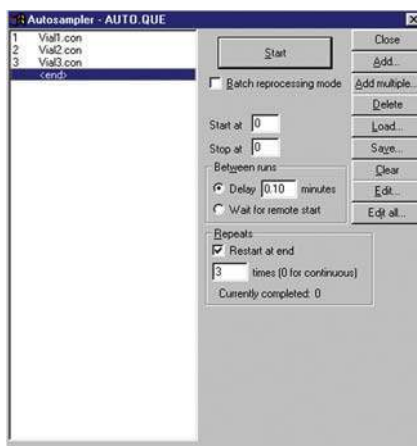 Autosampler - AUTO.QUE
1 Vial1.con
2 Vial2.con
3 Vial3.con
<end>
Start
Batch reprocessing mode
Start at 0
Stop at 0
Between runs
Delay 0.10 minutes
Wait for remote start
Repeats
Restart at end
3 times (0 for continuous)
Currently completed: 0
Close
Add...
Add multiple...
Delete
Load...
Save...
Clear
Edit...
Edit all...